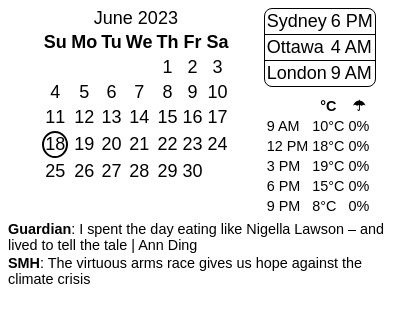 June 2023
Su Mo Tu We Th Fr Sa
1 2 3
4 5 6 7 8 9 10
11 12 13 14 15 16 17
18 19 20 21 22 23 24
25 26 27 28 29 30
Sydney 6 PM
Ottawa 4 AM
London 9 AM
°C ☂
9 AM 10°C 0%
12 PM 18°C 0%
3 PM 19°C 0%
6 PM 15°C 0%
9 PM 8°C 0%
Guardian: I spent the day eating like Nigella Lawson – and
lived to tell the tale | Ann Ding
SMH: The virtuous arms race gives us hope against the
climate crisis